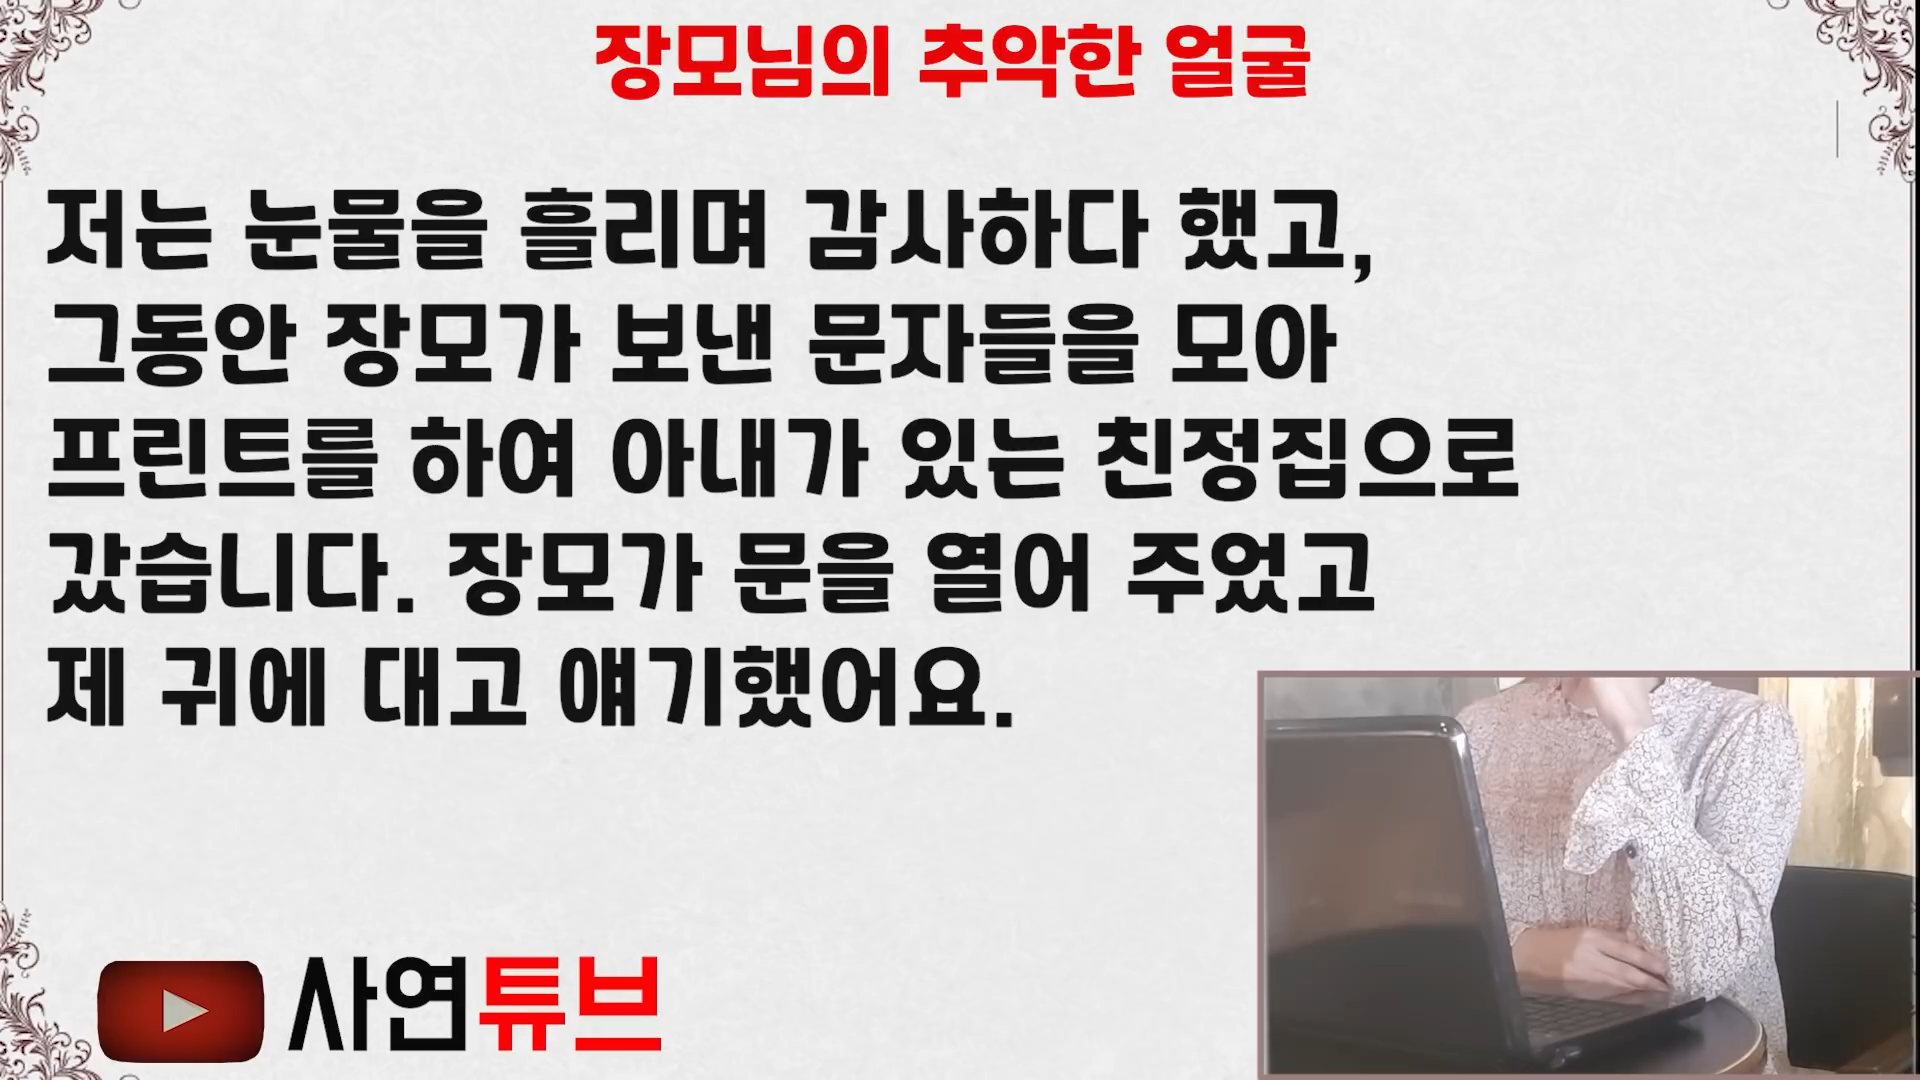 장모님의 추악한 얼굴
저는 눈물을 흘리며 감사하다 했고,
그동안 장모가 보낸 문자들을 모아
프린트를 하여 아내가 있는 친정집으로
갔습니다. 장모가 문을 열어 주었고
제 귀에 대고 얘기했어요.
사연튜브